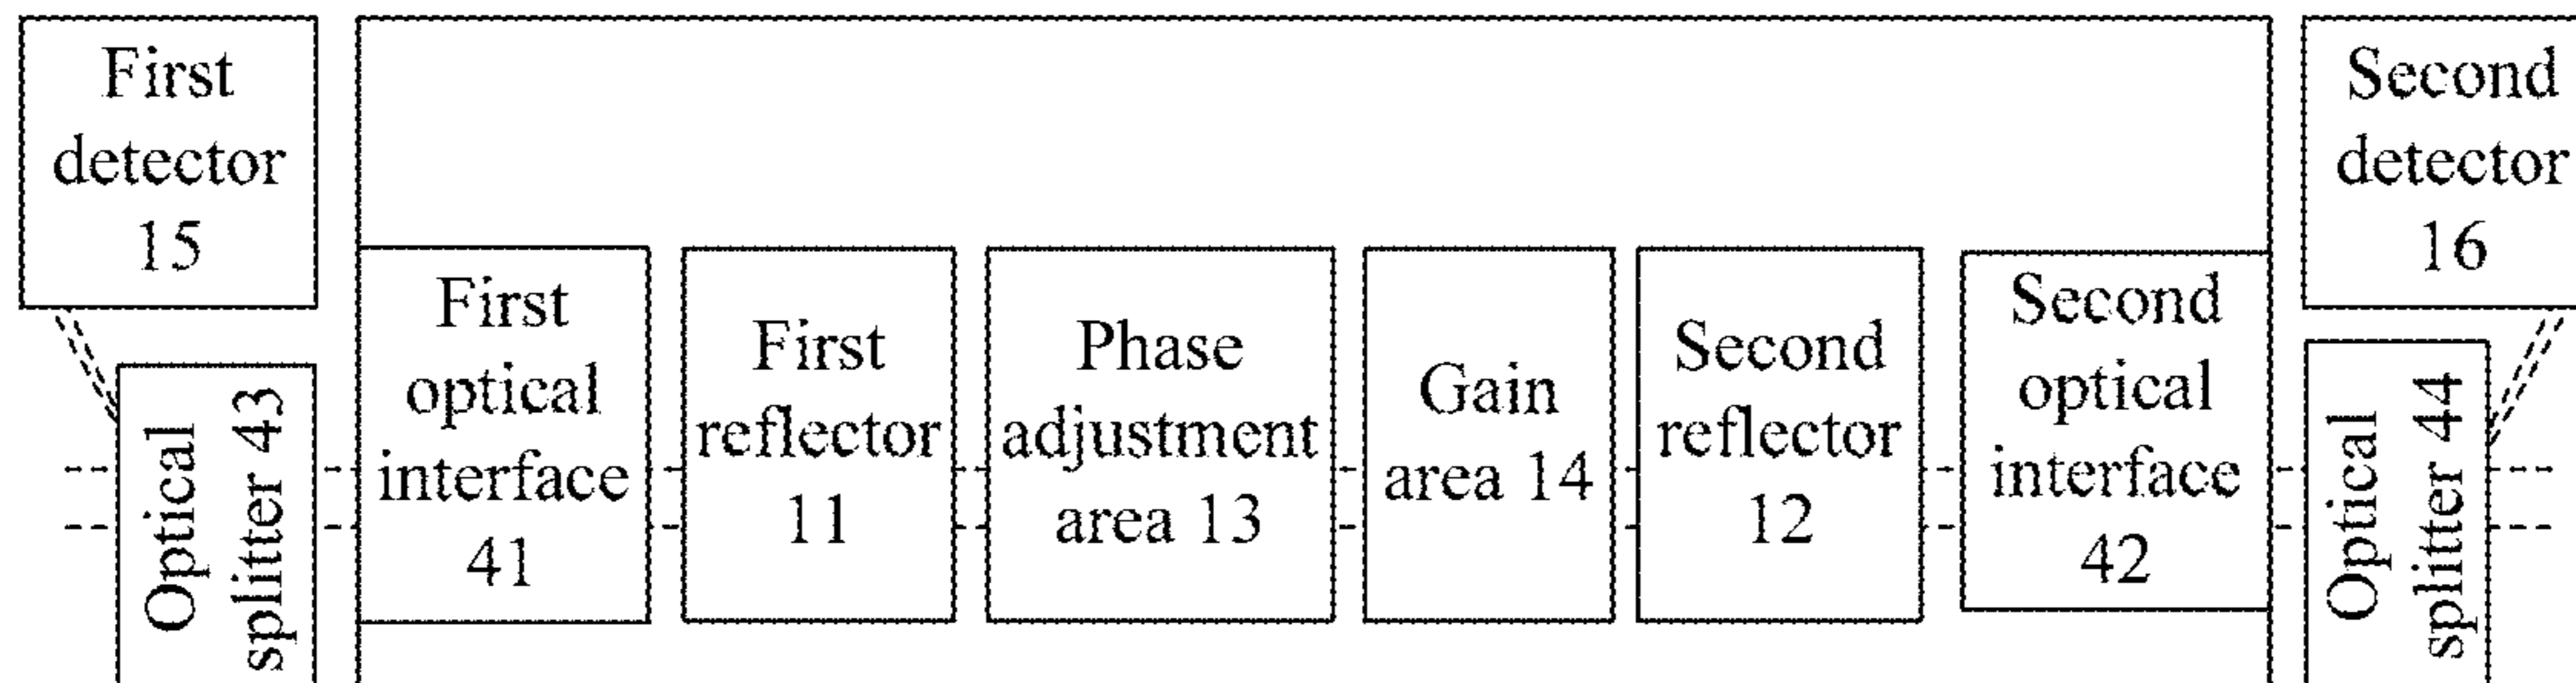 First
detector
15
Second
detector
16
First
optical
interface
41
First
reflector
11
Phase
adjustment
area 13
Gain
area 14
Second
reflector
12
Second
optical
interface
42
Optical
splitter 43
Optical
splitter 44